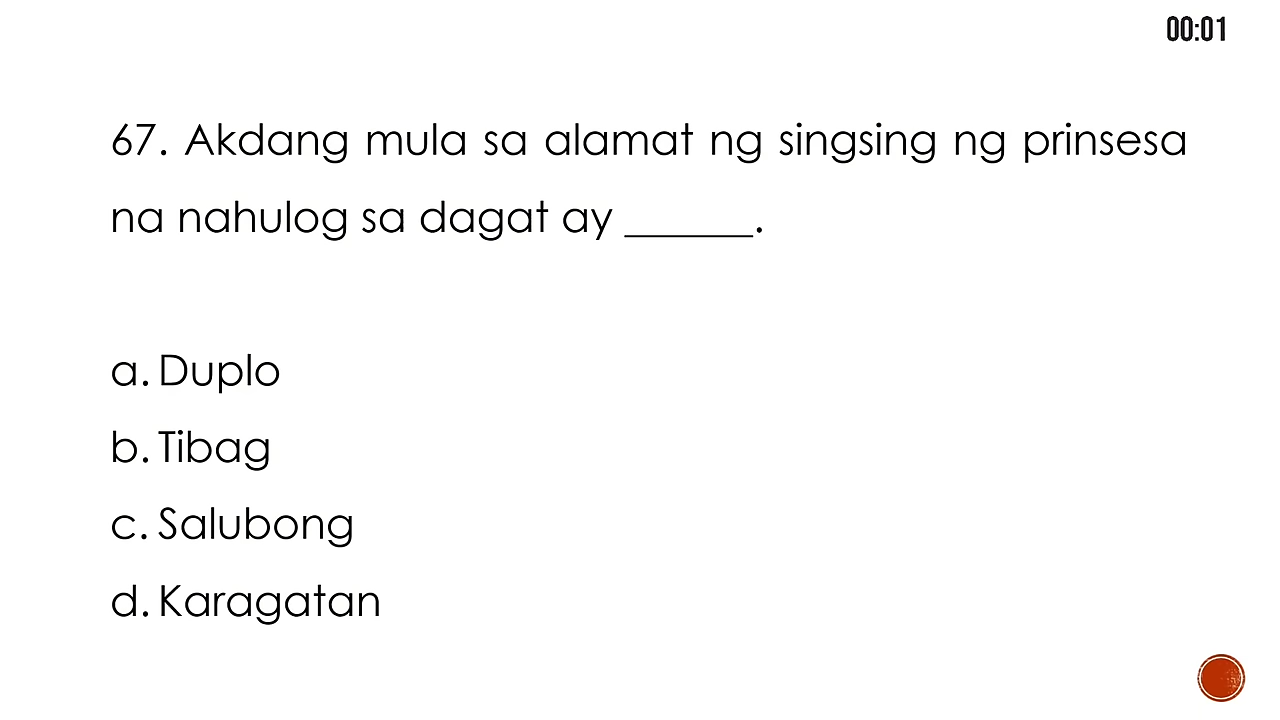 00:01
67. Akdang mula sa alamat ng singsing ng prinsesa
na nahulog sa dagat ay ______.
a. Duplo
b. Tibag
c. Salubong
d. Karagatan